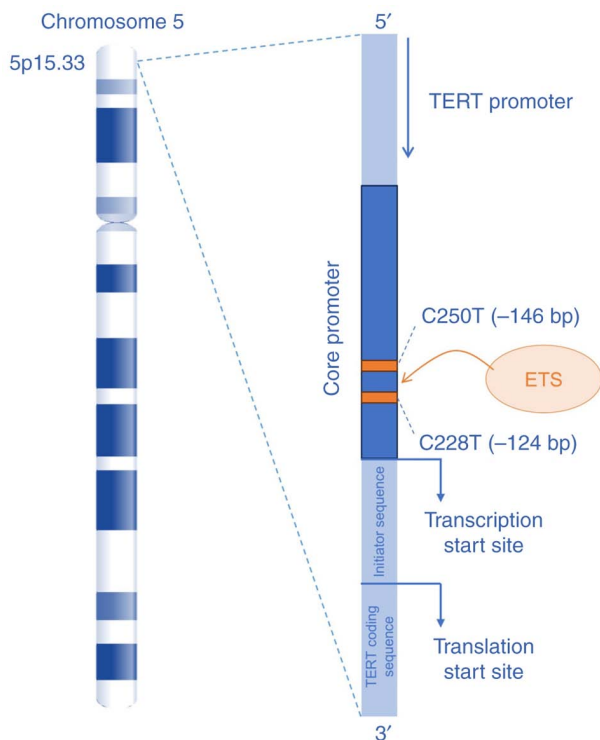 Chromosome 5
5p15.33
5′
TERT promoter
Core promoter
C250T (–146 bp)
ETS
C228T (–124 bp)
Transcription
start site
Initiator sequence
Translation
start site
TERT coding
sequence
3′